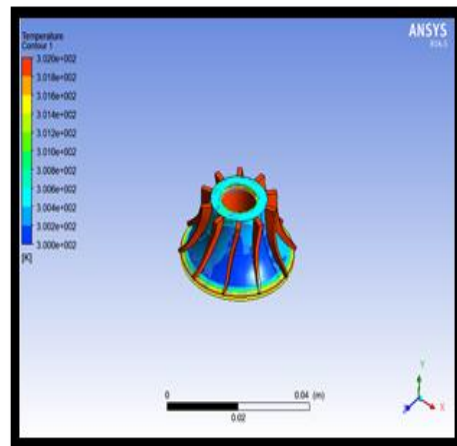 Temperature
Contour 1
3.020e+002
3.018e+002
3.016e+002
3.014e+002
3.012e+002
3.010e+002
3.008e+002
3.006e+002
3.004e+002
3.002e+002
3.000e+002
[K]
ANSYS
R14.5
0
0.04 (m)
0.02
Y
X
Z